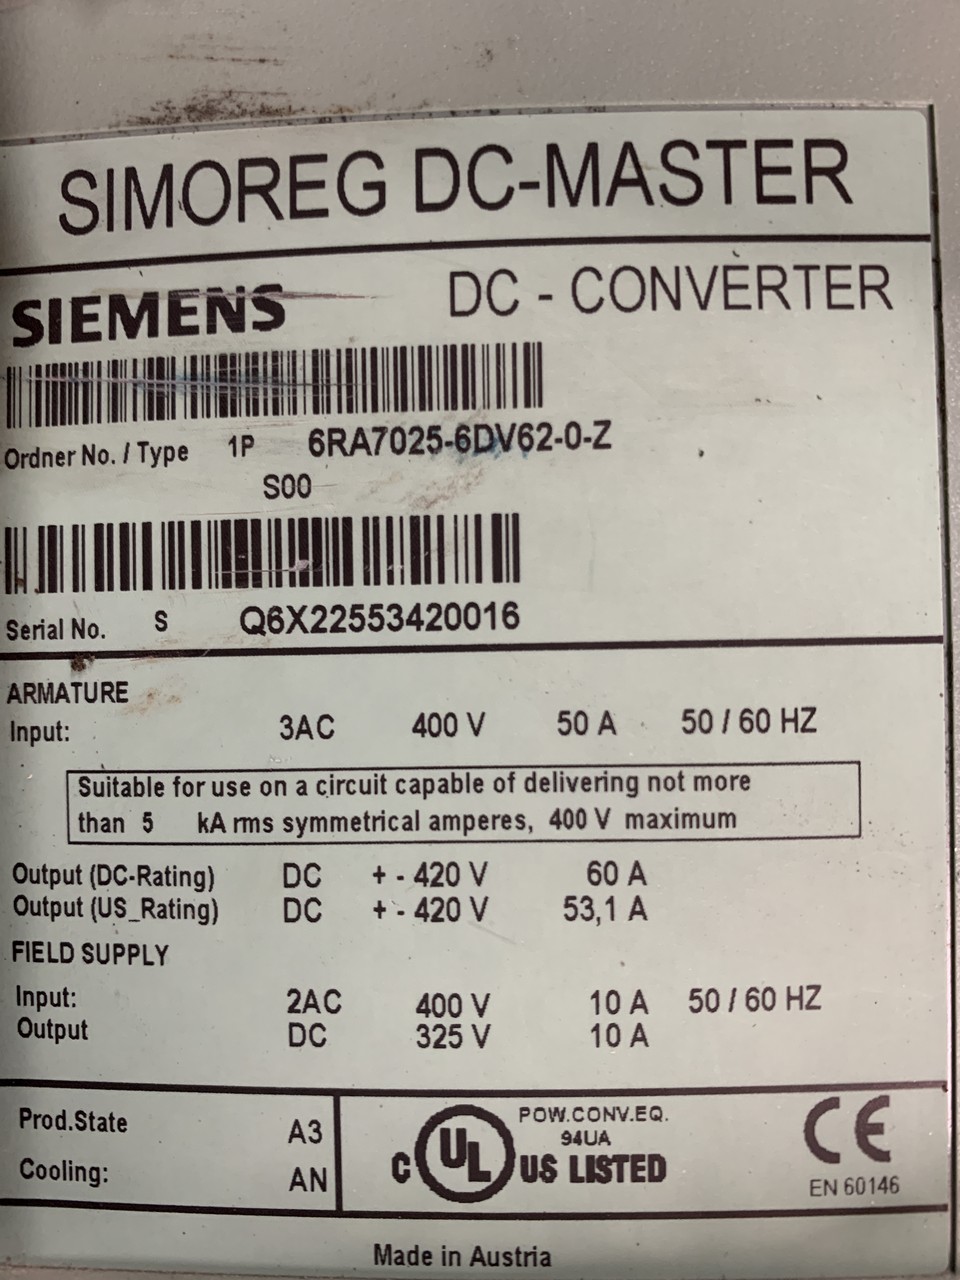 SIMOREG DC-MASTER
SIEMENS DC - CONVERTER
Ordner No. / Type 1P 6RA7025-6DV62-0-Z
S00
Serial No. S Q6X22553420016
ARMATURE
Input: 3AC 400 V 50 A 50 / 60 HZ
Suitable for use on a circuit capable of delivering not more
than 5 kA rms symmetrical amperes, 400 V maximum
Output (DC-Rating) DC + - 420 V 60 A
Output (US_Rating) DC + - 420 V 53,1 A
FIELD SUPPLY
Input: 2AC 400 V 10 A 50 / 60 HZ
Output DC 325 V 10 A
Prod.State A3
Cooling: AN
POW.CONV.EQ.
94UA
C UL US LISTED
CE
EN 60146
Made in Austria